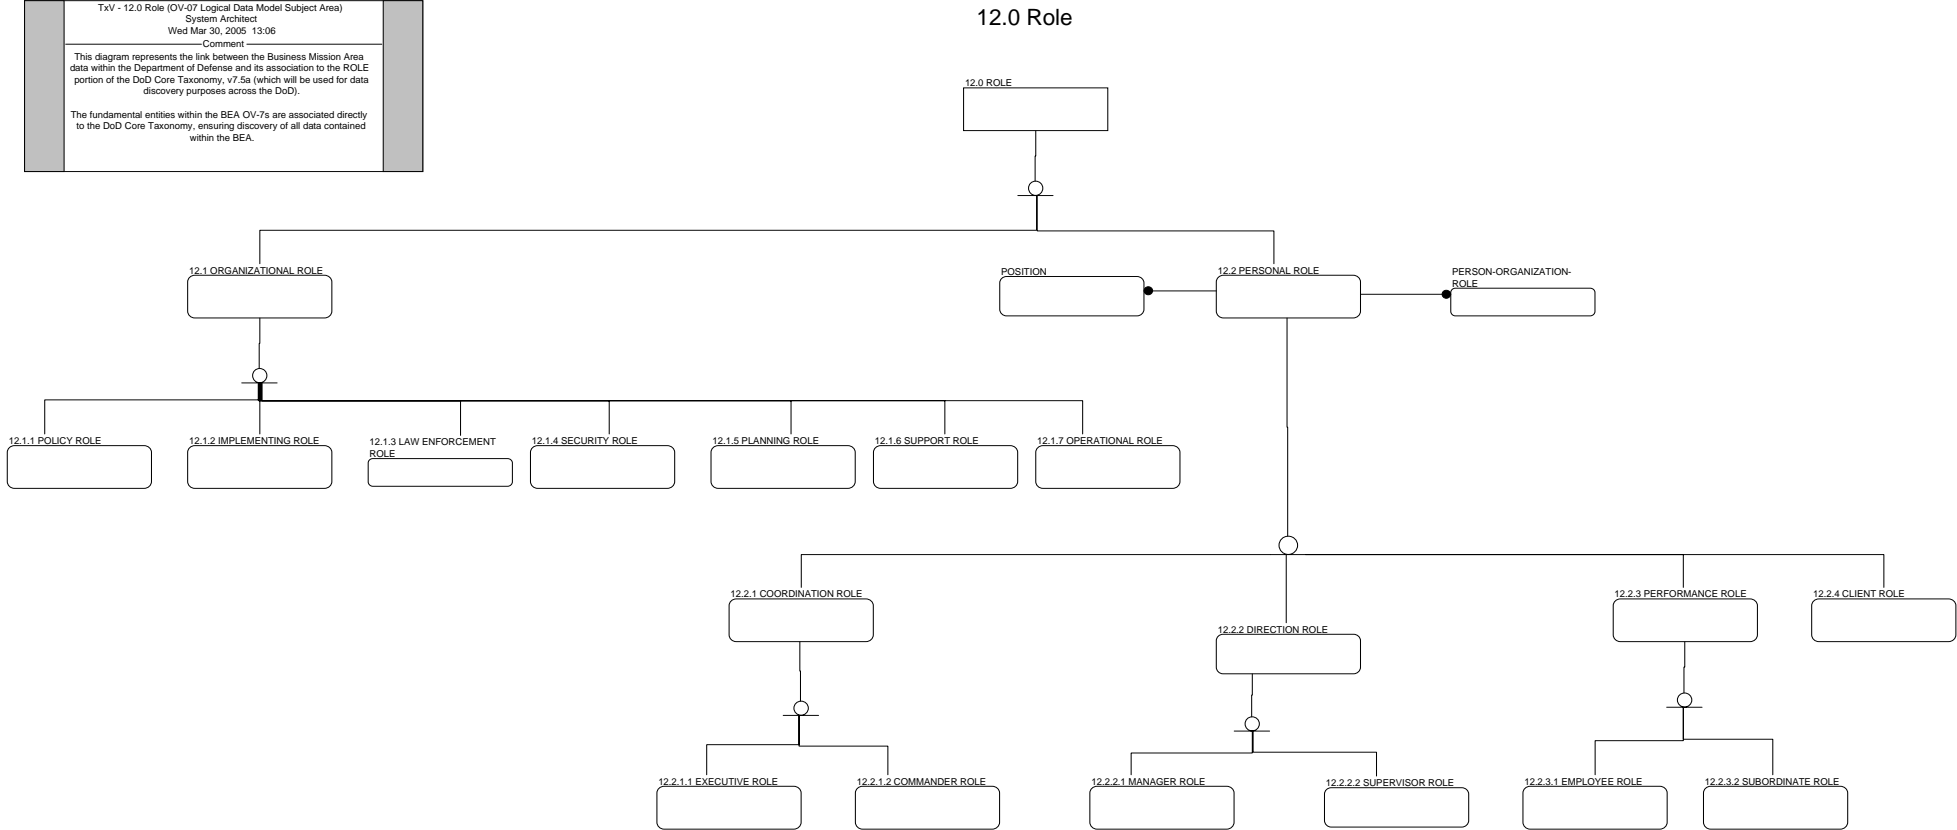 TxV - 12.0 Role (OV-07 Logical Data Model Subject Area)
System Architect
Wed Mar 30, 2005  13:06
Comment
This diagram represents the link between the Business Mission Area
data within the Department of Defense and its association to the ROLE
portion of the DoD Core Taxonomy, v7.5a (which will be used for data
discovery purposes across the DoD).
The fundamental entities within the BEA OV-7s are associated directly
to the DoD Core Taxonomy, ensuring discovery of all data contained
within the BEA.
12.0 Role
12.0 ROLE
12.1 ORGANIZATIONAL ROLE
POSITION
12.2 PERSONAL ROLE
PERSON-ORGANIZATION-
ROLE
12.1.1 POLICY ROLE
12.1.2 IMPLEMENTING ROLE
12.1.3 LAW ENFORCEMENT
ROLE
12.1.4 SECURITY ROLE
12.1.5 PLANNING ROLE
12.1.6 SUPPORT ROLE
12.1.7 OPERATIONAL ROLE
12.2.1 COORDINATION ROLE
12.2.2 DIRECTION ROLE
12.2.3 PERFORMANCE ROLE
12.2.4 CLIENT ROLE
12.2.1.1 EXECUTIVE ROLE
12.2.1.2 COMMANDER ROLE
12.2.2.1 MANAGER ROLE
12.2.2.2 SUPERVISOR ROLE
12.2.3.1 EMPLOYEE ROLE
12.2.3.2 SUBORDINATE ROLE